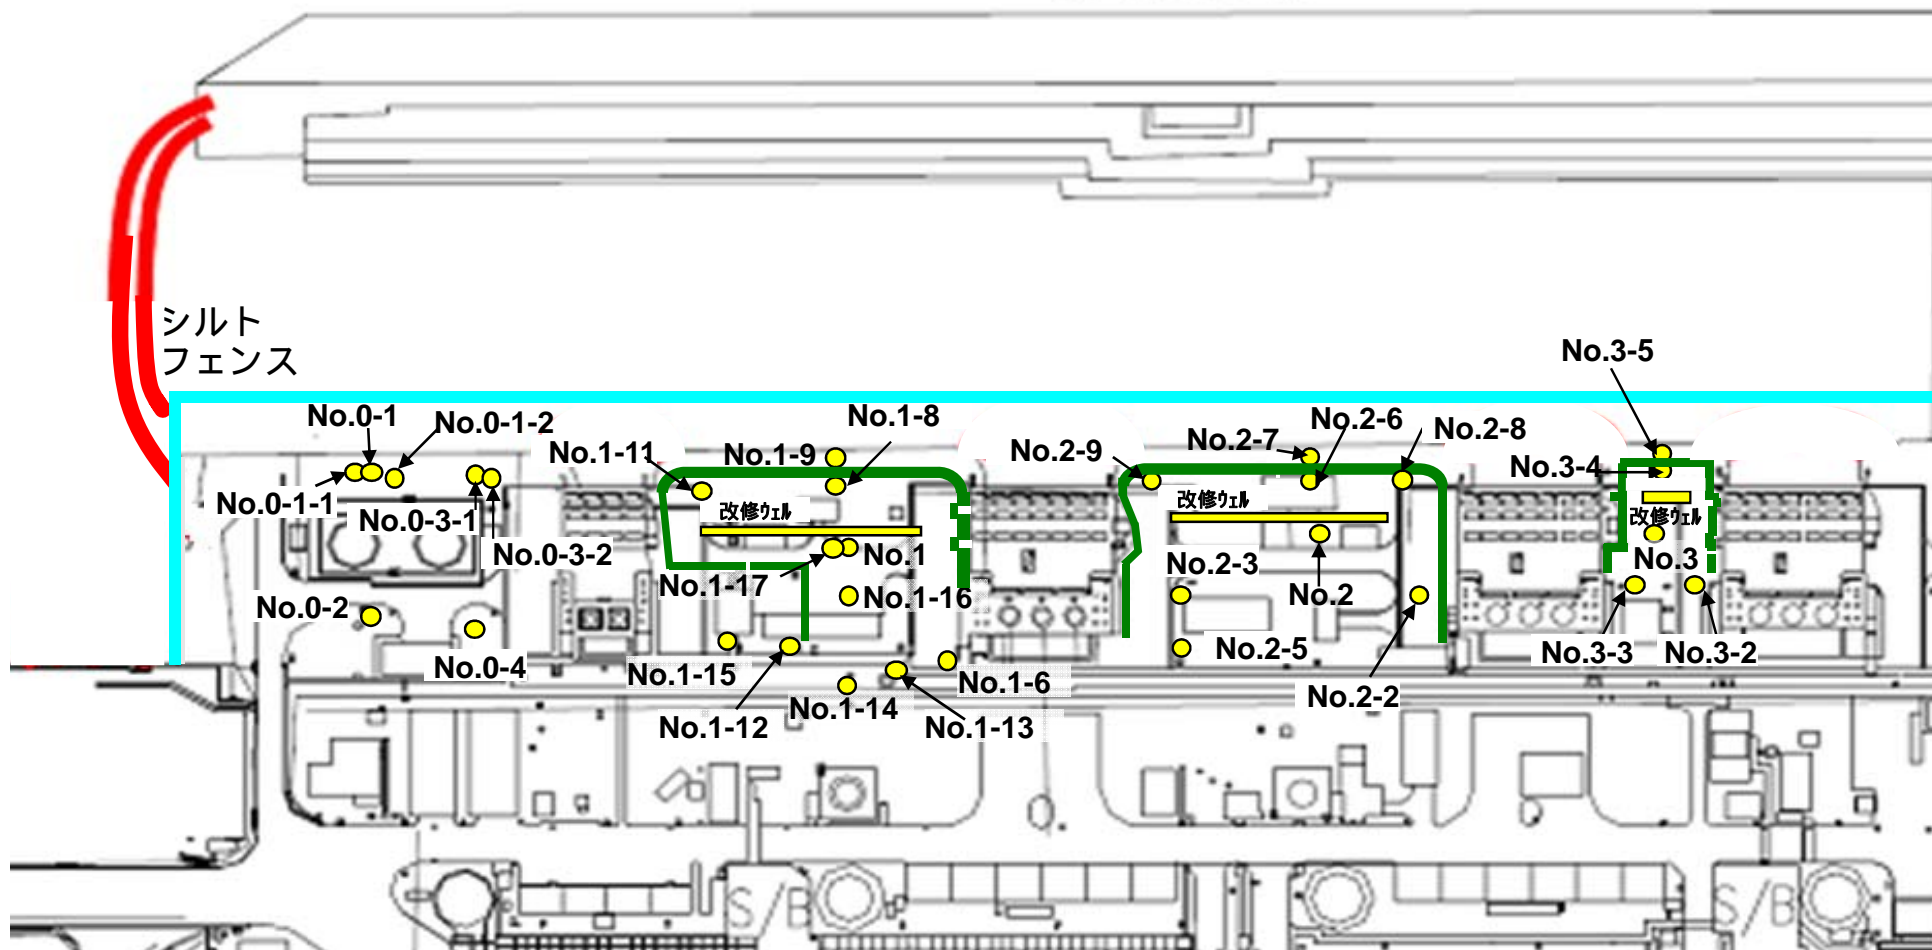 シルト
フェンス
No.3-5
No.0-1
No.0-1-2
No.1-8
No.1-11
No.1-9
No.2-9
No.2-7
No.2-6
No.2-8
No.3-4
No.0-1-1
No.0-3-1
改修ｳｪﾙ
改修ｳｪﾙ
改修ｳｪﾙ
No.0-3-2
No.1
No.1-17
No.2-3
No.3
No.0-2
No.1-16
No.2
No.0-4
No.1-15
No.1-6
No.2-5
No.3-3
No.3-2
No.1-12
No.1-14
No.1-13
No.2-2
S/B
S/B